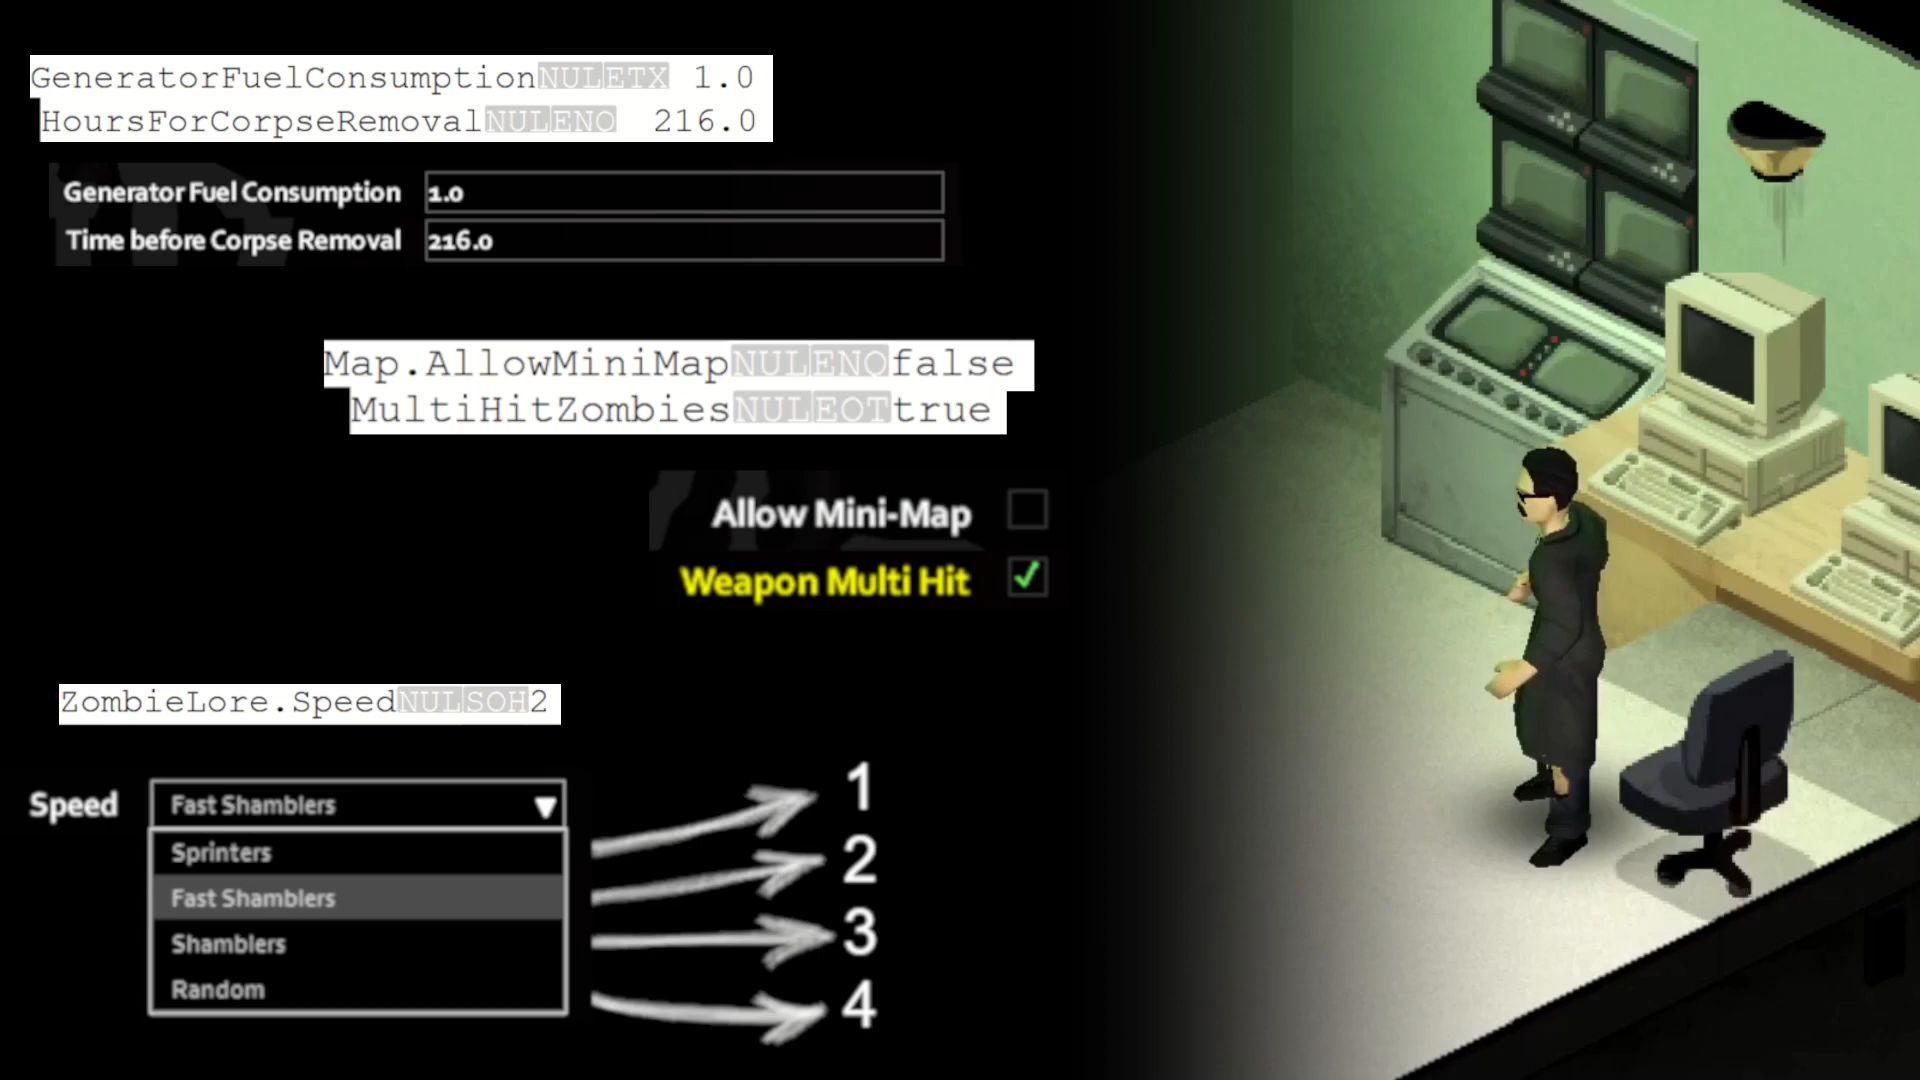 GeneratorFuelConsumptionNULETX 1.0
HoursForCorpseRemovalNULENQ 216.0
Generator Fuel Consumption 1.0
Time before Corpse Removal 216.0
Map.AllowMiniMapNULENQfalse
MultiHitZombiesNULEOTtrue
Allow Mini-Map
Weapon Multi Hit
ZombieLore.SpeedNULSOH2
Speed Fast Shamblers
Sprinters 1
Fast Shamblers 2
Shamblers 3
Random 4